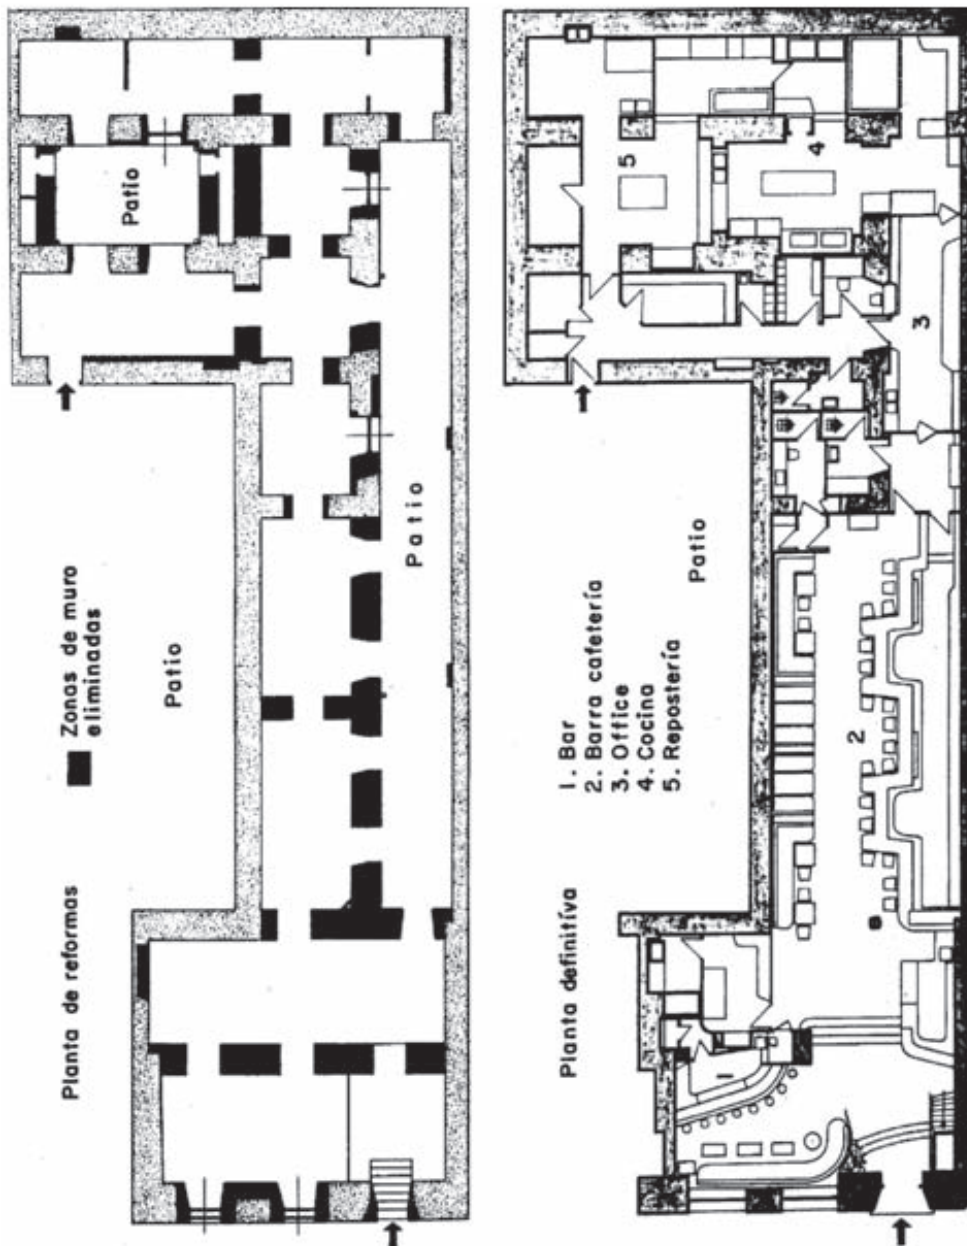 Planta de reformas
Zonas de muro
eliminadas
Patio
Patio
Patio
Planta definitíva
1. Bar
2. Barra cafetería
3. Office
4. Cocina
5. Repostería
Patio
1
2
3
4
5